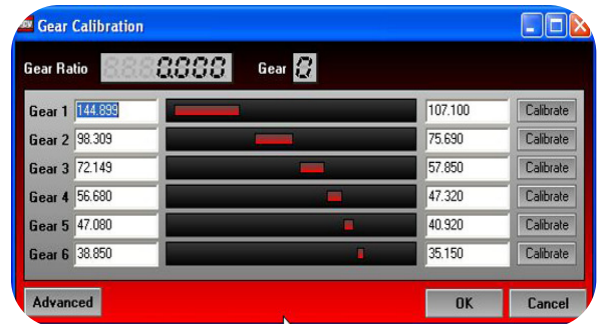 Gear Calibration
Gear Ratio 0.000 Gear 0
Gear 1 144.899 107.100 Calibrate
Gear 2 98.309 75.690 Calibrate
Gear 3 72.149 57.850 Calibrate
Gear 4 56.680 47.320 Calibrate
Gear 5 47.080 40.920 Calibrate
Gear 6 38.850 35.150 Calibrate
Advanced OK Cancel